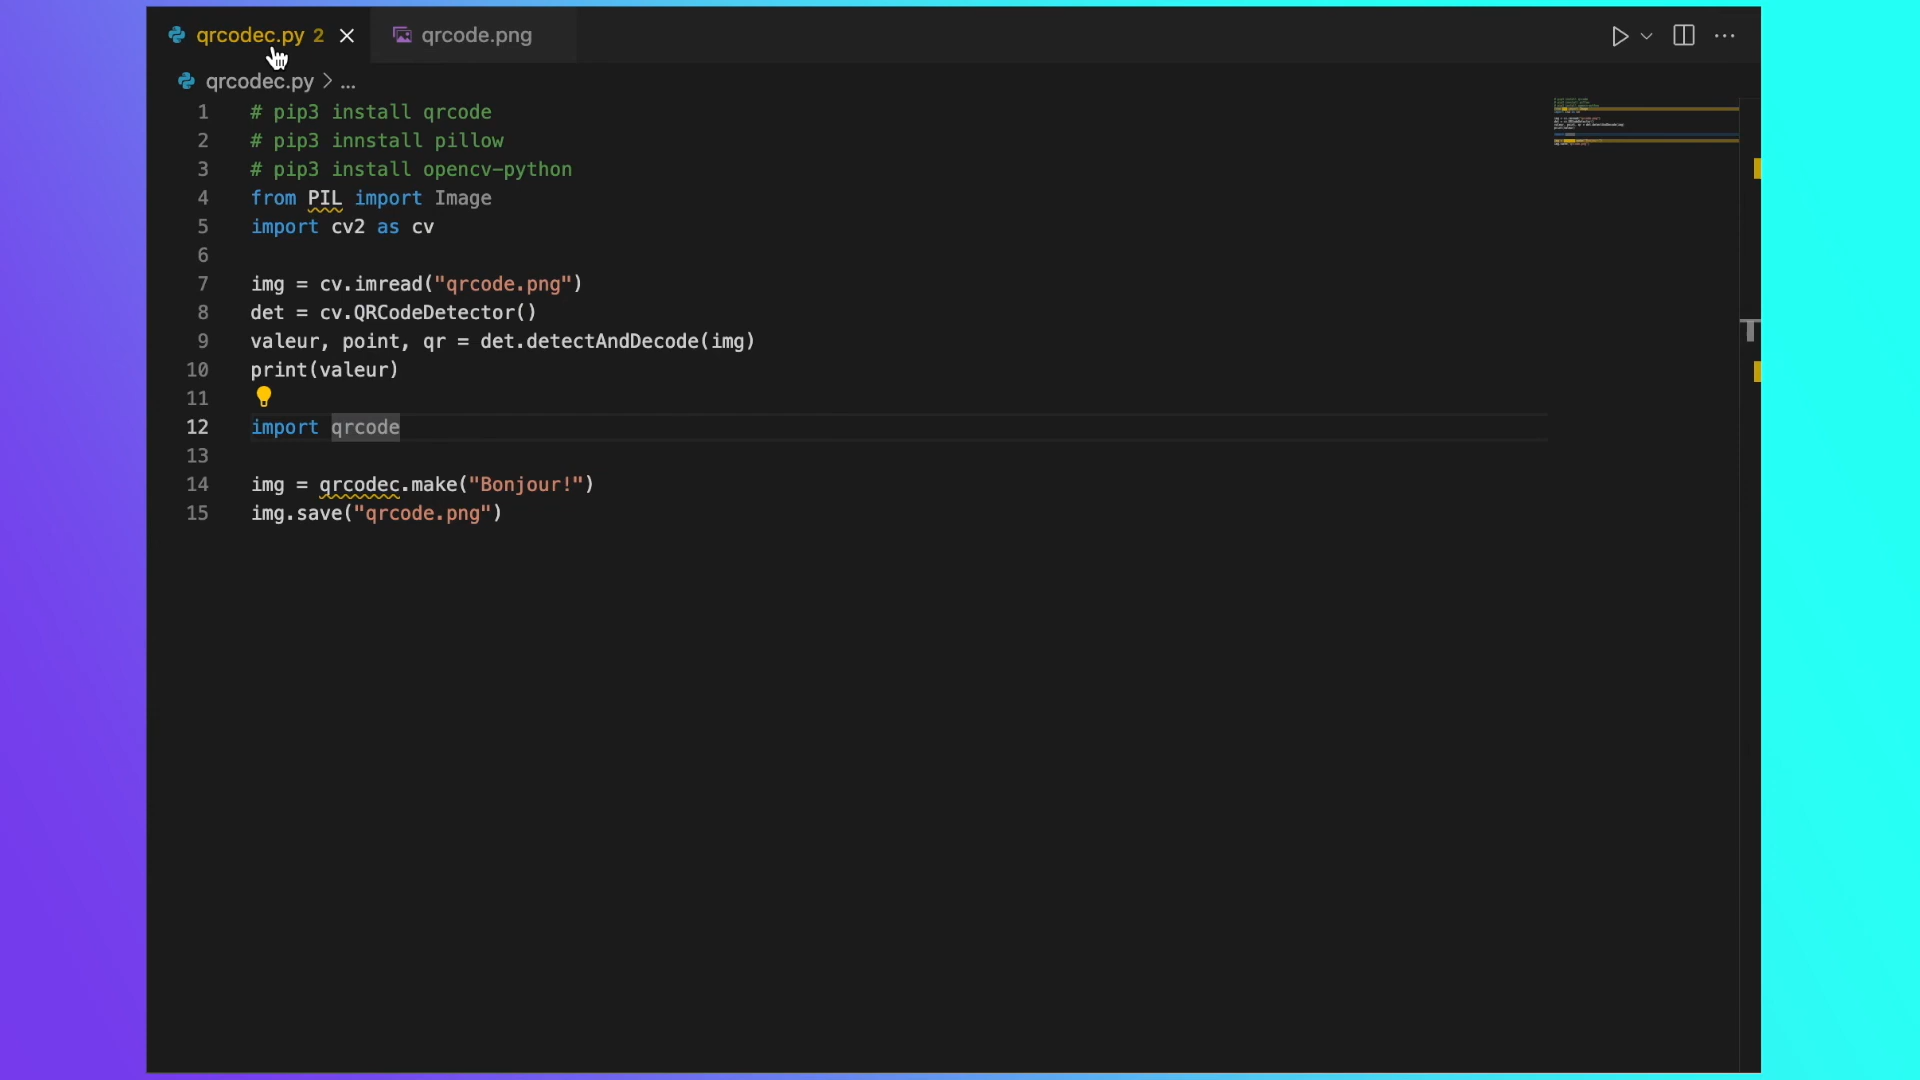 qrcodec.py 2
qrcode.png
qrcodec.py > ...
1 # pip3 install qrcode
2 # pip3 innstall pillow
3 # pip3 install opencv-python
4 from PIL import Image
5 import cv2 as cv
6
7 img = cv.imread("qrcode.png")
8 det = cv.QRCodeDetector()
9 valeur, point, qr = det.detectAndDecode(img)
10 print(valeur)
11
12 import qrcode
13
14 img = qrcodec.make("Bonjour!")
15 img.save("qrcode.png")